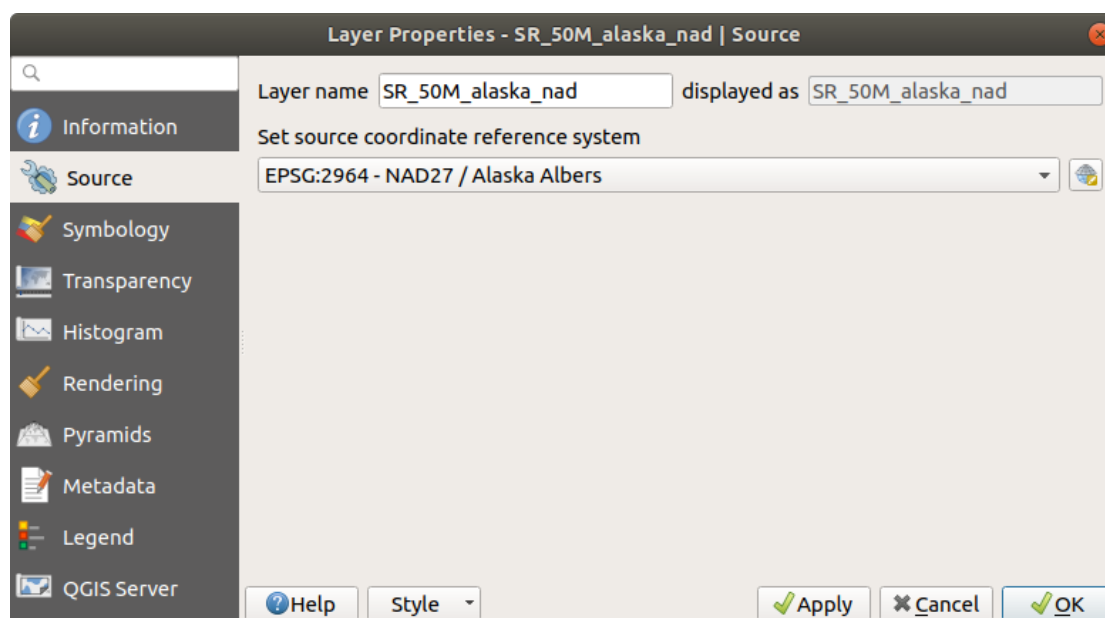 Layer Properties - SR_50M_alaska_nad | Source
Layer name SR_50M_alaska_nad displayed as SR_50M_alaska_nad
Set source coordinate reference system
EPSG:2964 - NAD27 / Alaska Albers
Information
Source
Symbology
Transparency
Histogram
Rendering
Pyramids
Metadata
Legend
QGIS Server
Help Style Apply Cancel OK